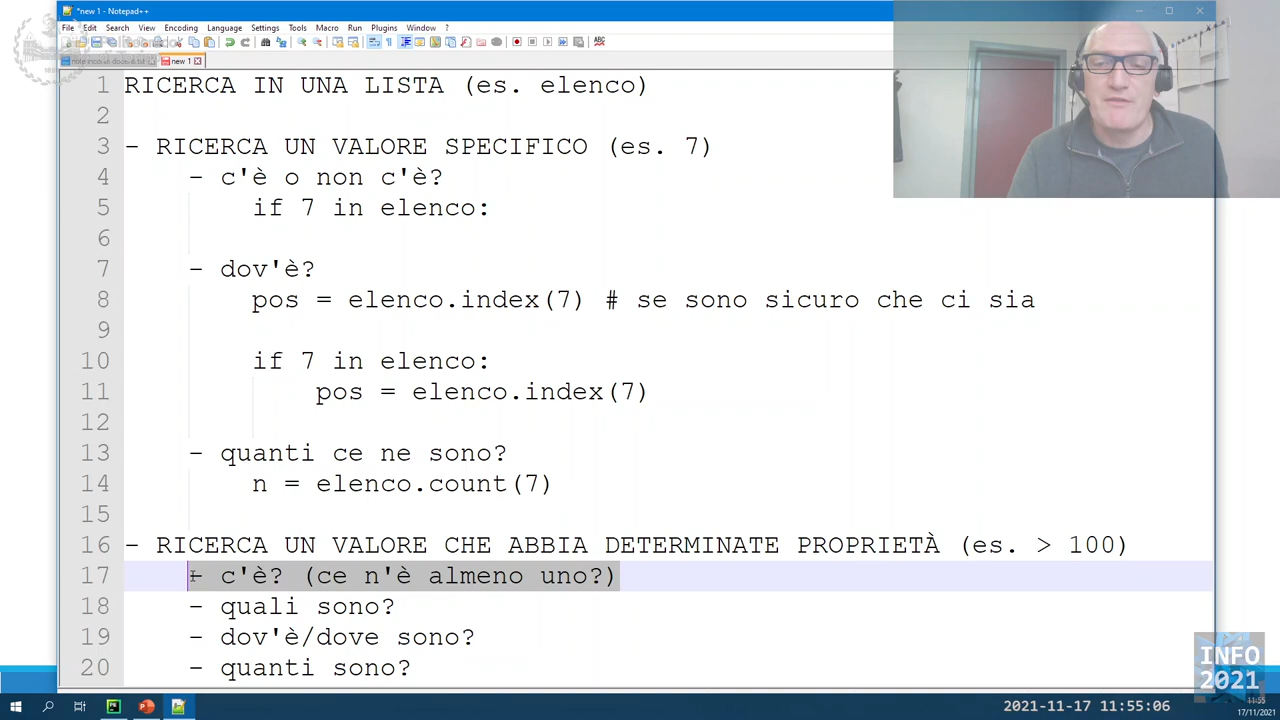 *new 1 - Notepad++
File Edit Search View Encoding Language Settings Tools Macro Run Plugins Window ?
new 1
1 RICERCA IN UNA LISTA (es. elenco)
2
3 - RICERCA UN VALORE SPECIFICO (es. 7)
4 - c'è o non c'è?
5 if 7 in elenco:
6
7 - dov'è?
8 pos = elenco.index(7) # se sono sicuro che ci sia
9
10 if 7 in elenco:
11 pos = elenco.index(7)
12
13 - quanti ce ne sono?
14 n = elenco.count(7)
15
16 - RICERCA UN VALORE CHE ABBIA DETERMINATE PROPRIETÀ (es. > 100)
17 - c'è? (ce n'è almeno uno?)
18 - quali sono?
19 - dov'è/dove sono?
20 - quanti sono?
INFO
2021
2021-11-17 11:55:06
11:55
17/11/2021